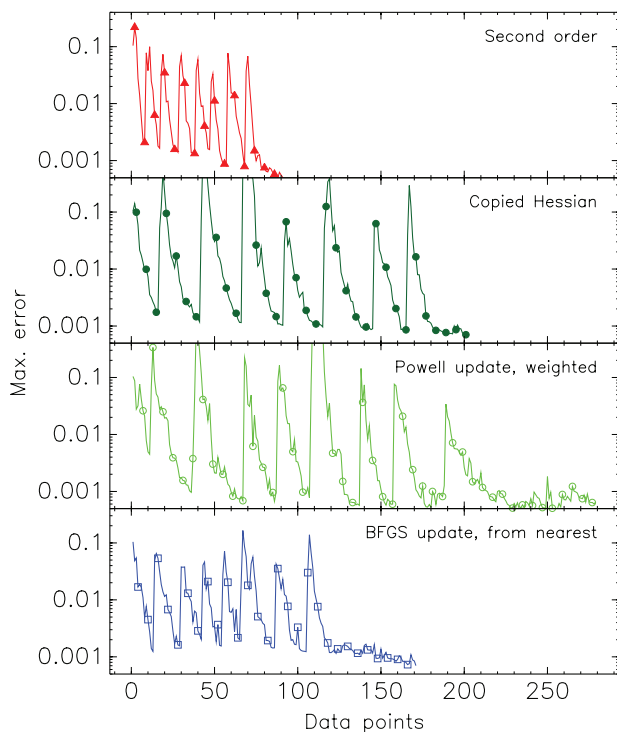 Second order
0.1
0.01
0.001
Copied Hessian
0.1
0.01
0.001
Powell update, weighted
0.1
0.01
0.001
BFGS update, from nearest
0.1
0.01
0.001
Max. error
0 50 100 150 200 250
Data points